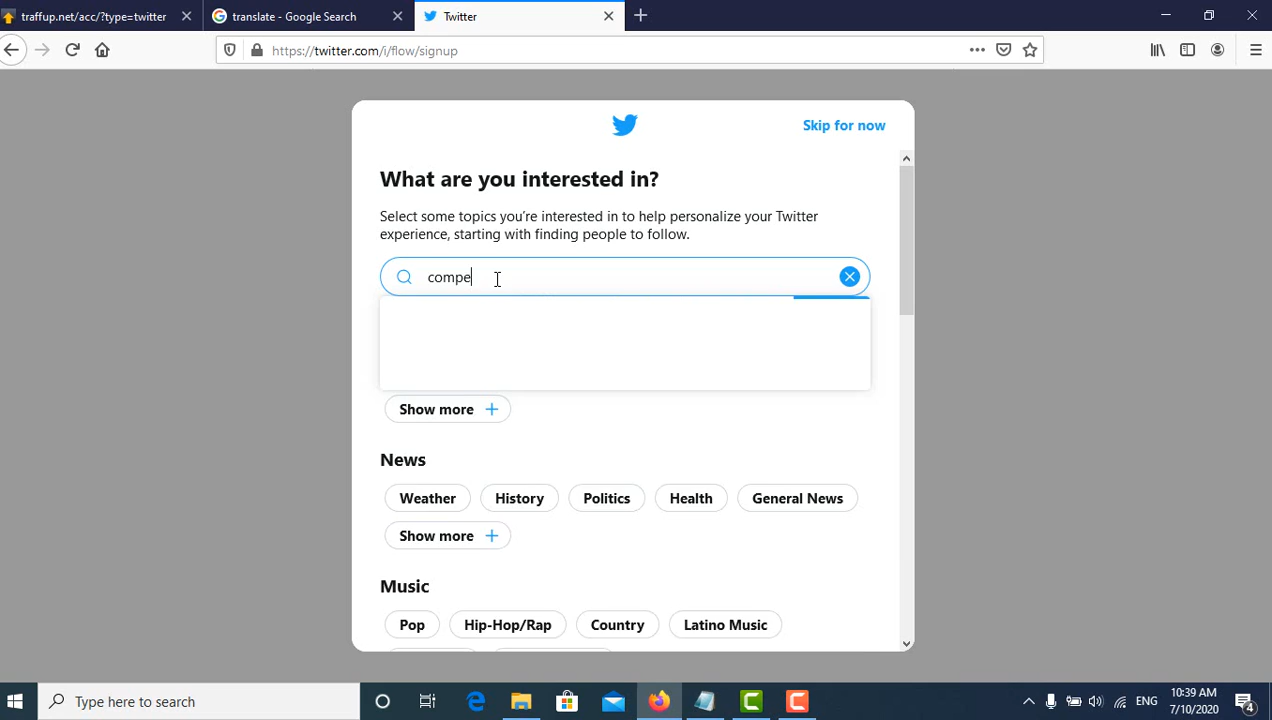 traffup.net/acc/?type=twitter
translate - Google Search
Twitter
https://twitter.com/i/flow/signup
Skip for now
What are you interested in?
Select some topics you're interested in to help personalize your Twitter
experience, starting with finding people to follow.
compe
Show more
News
Weather History Politics Health General News
Show more
Music
Pop Hip-Hop/Rap Country Latino Music
Type here to search
ENG
10:39 AM
7/10/2020
4